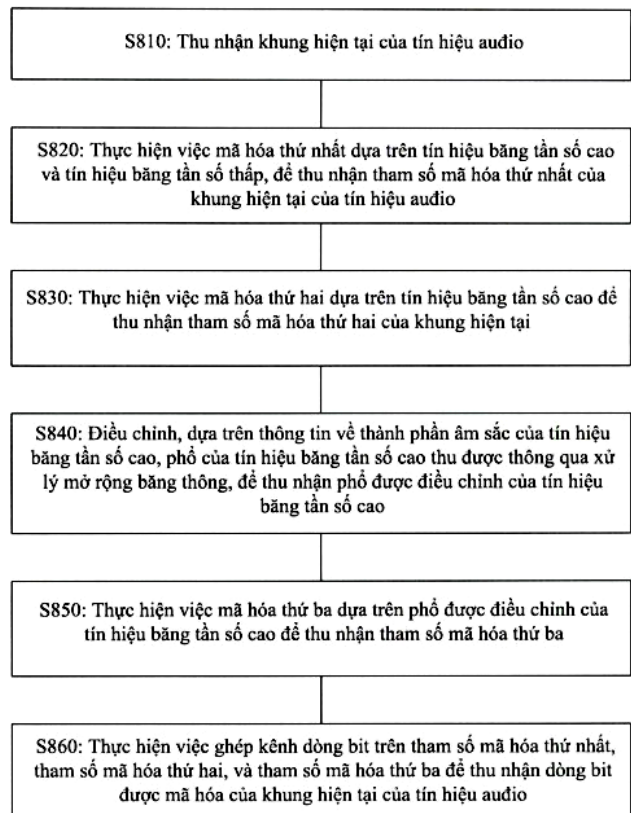 S810: Thu nhận khung hiện tại của tín hiệu auđio
S820: Thực hiện việc mã hóa thứ nhất dựa trên tín hiệu băng tần số cao
và tín hiệu băng tần số thấp, để thu nhận tham số mã hóa thứ nhất của
khung hiện tại của tín hiệu auđio
S830: Thực hiện việc mã hóa thứ hai dựa trên tín hiệu băng tần số cao để
thu nhận tham số mã hóa thứ hai của khung hiện tại
S840: Điều chỉnh, dựa trên thông tin về thành phần âm sắc của tín hiệu
băng tần số cao, phổ của tín hiệu băng tần số cao thu được thông qua xử
lý mở rộng băng thông, để thu nhận phổ được điều chỉnh của tín hiệu
băng tần số cao
S850: Thực hiện việc mã hóa thứ ba dựa trên phổ được điều chỉnh của
tín hiệu băng tần số cao để thu nhận tham số mã hóa thứ ba
S860: Thực hiện việc ghép kênh dòng bit trên tham số mã hóa thứ nhất,
tham số mã hóa thứ hai, và tham số mã hóa thứ ba để thu nhận dòng bit
được mã hóa của khung hiện tại của tín hiệu auđio